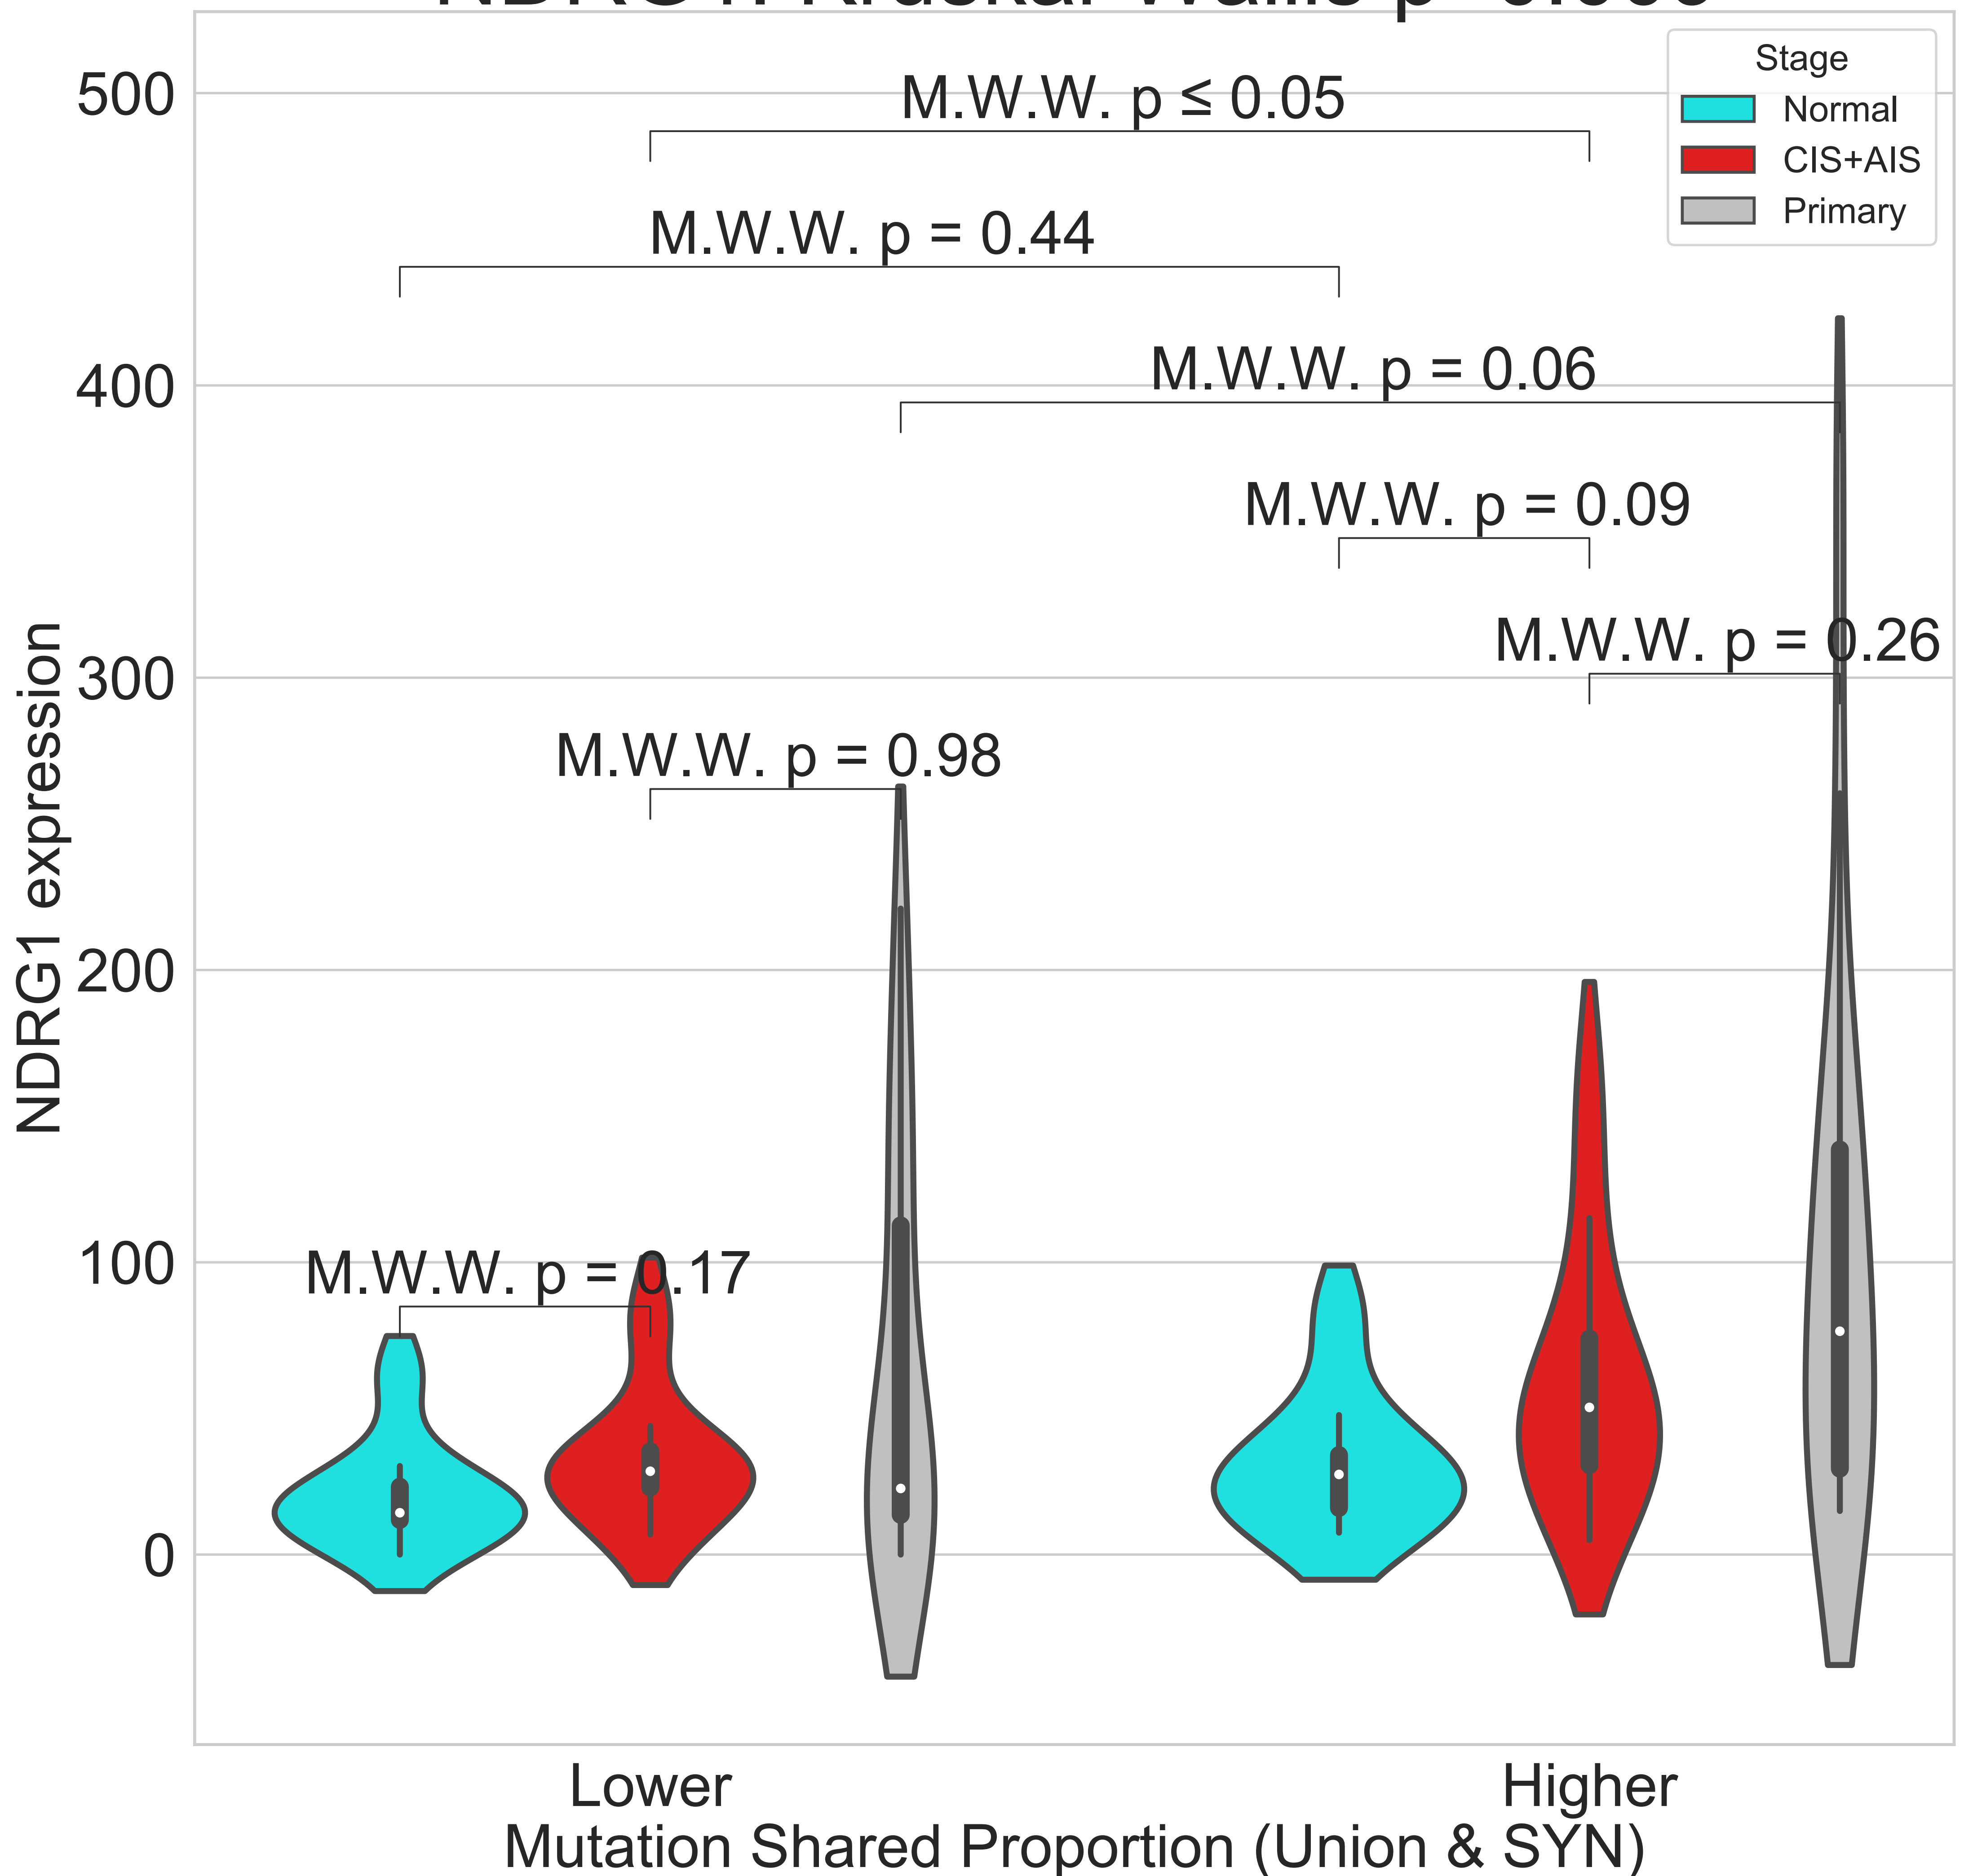 Stage
Normal
CIS+AIS
Primary
500
400
300
200
100
0
NDRG1 expression
M.W.W. p ≤ 0.05
M.W.W. p = 0.44
M.W.W. p = 0.06
M.W.W. p = 0.09
M.W.W. p = 0.26
M.W.W. p = 0.98
M.W.W. p = 0.17
Lower
Higher
Mutation Shared Proportion (Union & SYN)